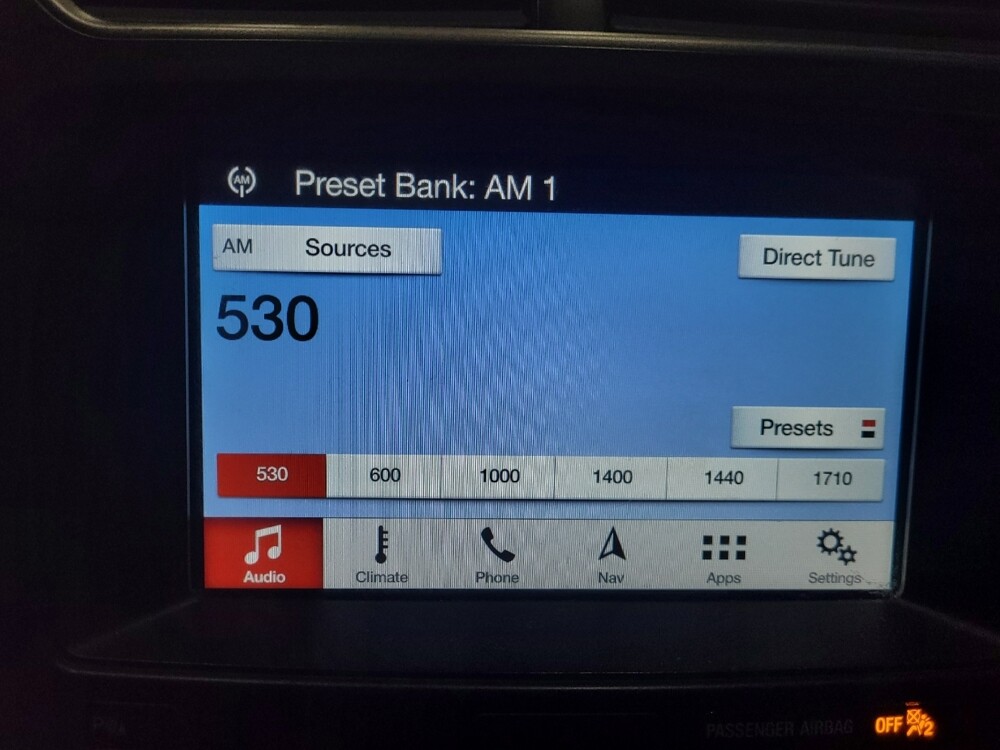 AM
Preset Bank: AM 1
AM Sources
Direct Tune
530
Presets
530 600 1000 1400 1440 1710
Audio Climate Phone Nav Apps Settings
PASSENGER AIRBAG OFF 2